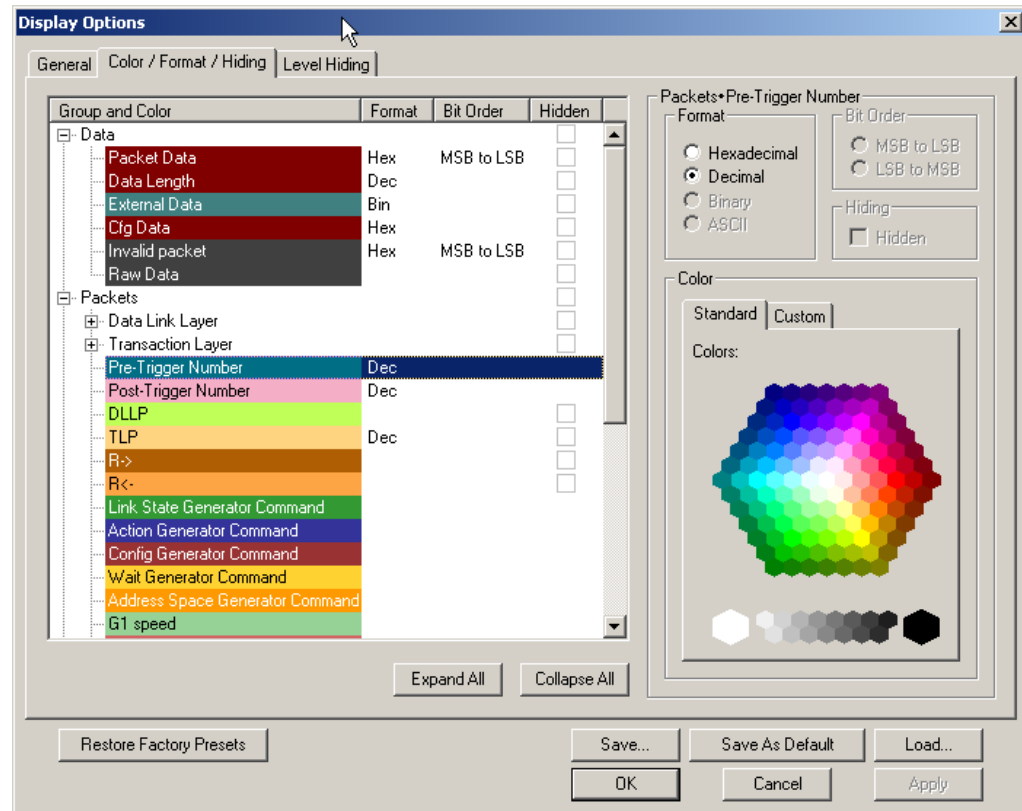 Display Options
General Color / Format / Hiding Level Hiding
Group and Color Format Bit Order Hidden
Data
Packet Data Hex MSB to LSB
Data Length Dec
External Data Bin
Cfg Data Hex
Invalid packet Hex MSB to LSB
Raw Data
Packets
Data Link Layer
Transaction Layer
Pre-Trigger Number Dec
Post-Trigger Number Dec
DLLP
TLP Dec
R->
R<-
Link State Generator Command
Action Generator Command
Config Generator Command
Wait Generator Command
Address Space Generator Command
G1 speed
Expand All Collapse All
Packets•Pre-Trigger Number
Format
Hexadecimal
Decimal
Binary
ASCII
Bit Order
MSB to LSB
LSB to MSB
Hiding
Hidden
Color
Standard Custom
Colors:
Restore Factory Presets Save... Save As Default Load...
OK Cancel Apply